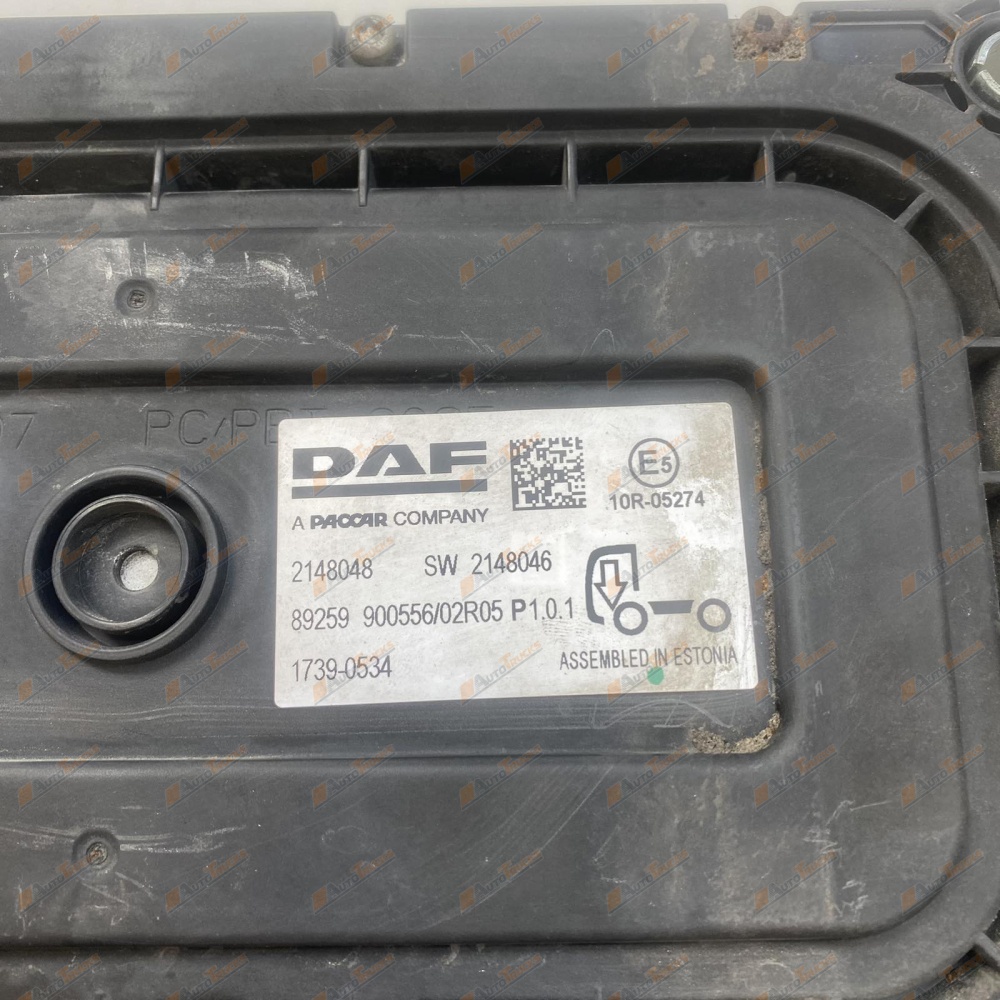 DAF
A PACCAR COMPANY
E5
10R-05274
2148048 SW 2148046
89259 900556/02R05 P1.0.1
1739-0534
ASSEMBLED IN ESTONIA
AUTOTECHNICS